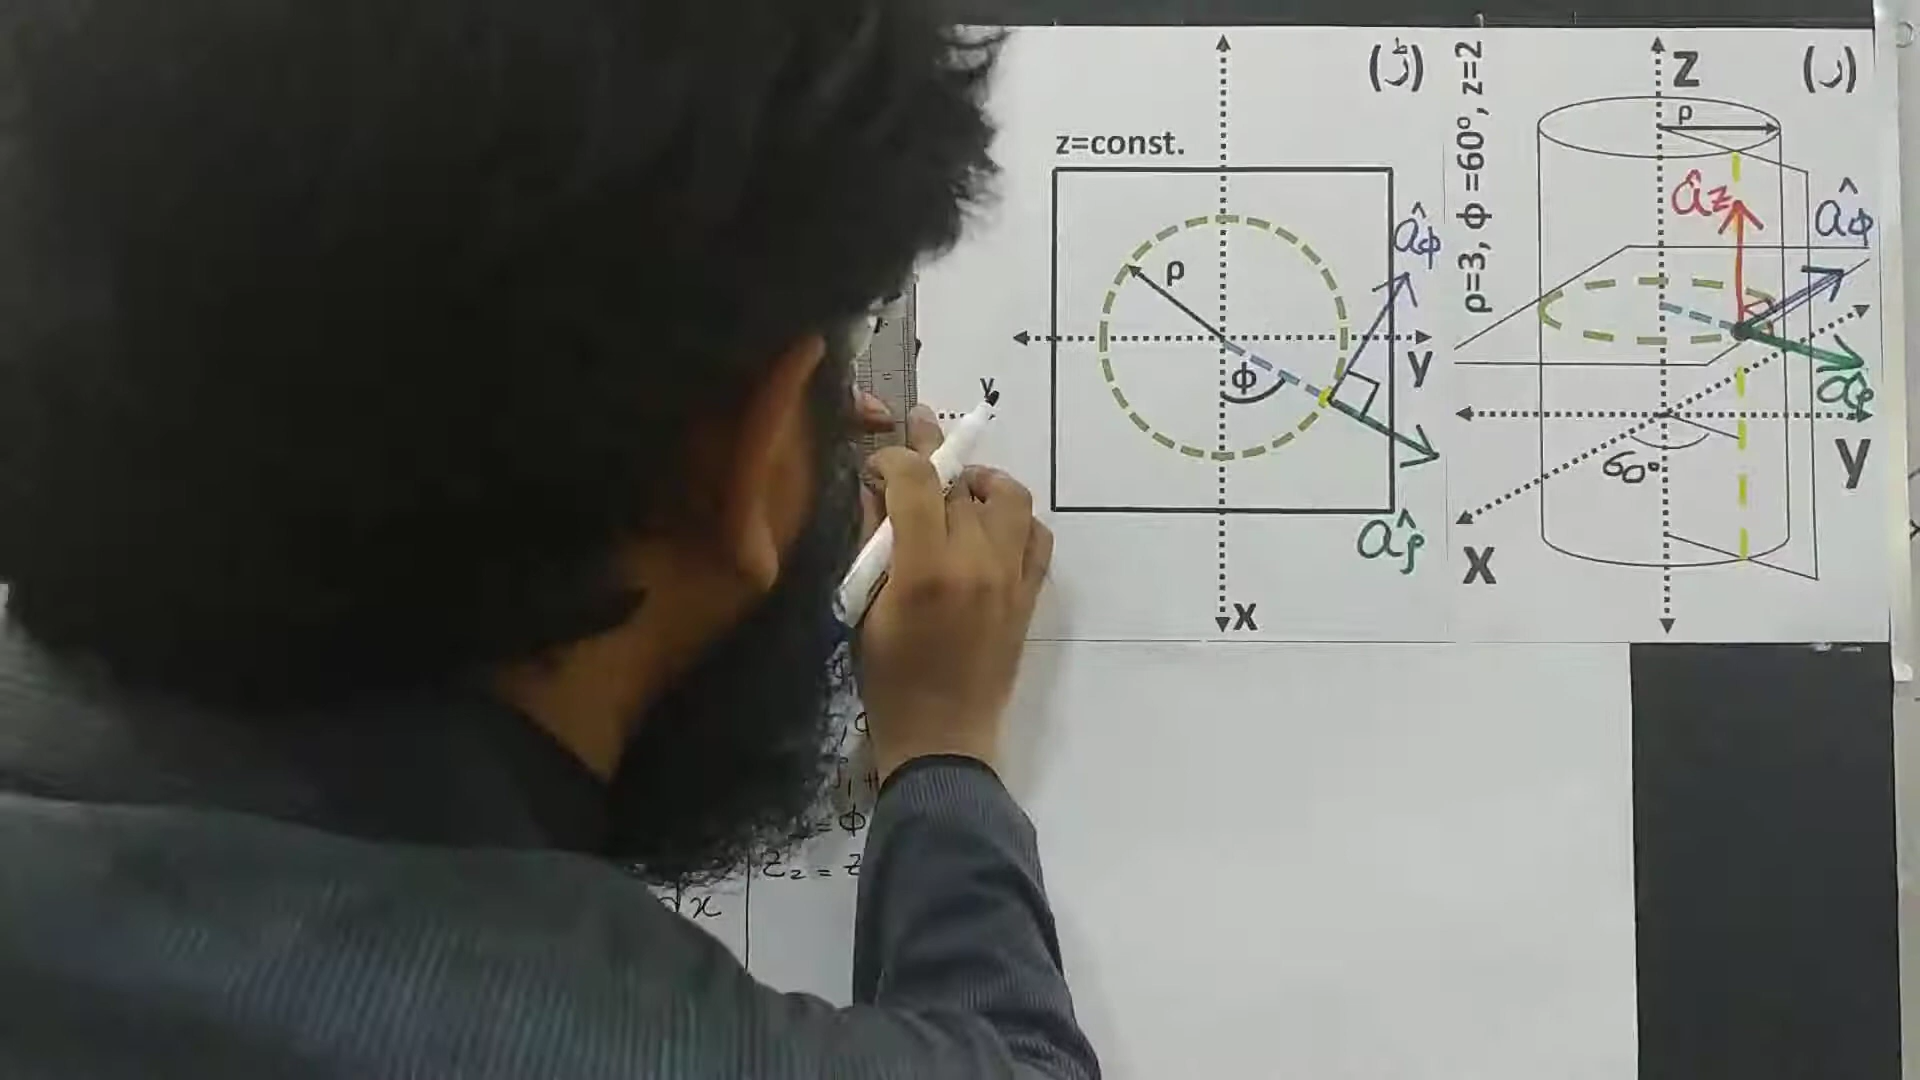 (ڑ)
z=const.
ρ
âϕ
y
ϕ
âρ
x
ρ=3, ϕ =60°, z=2
(ر)
z
ρ
âz
âϕ
âρ
y
60°
x
y
= ϕ
z₂ = z
x